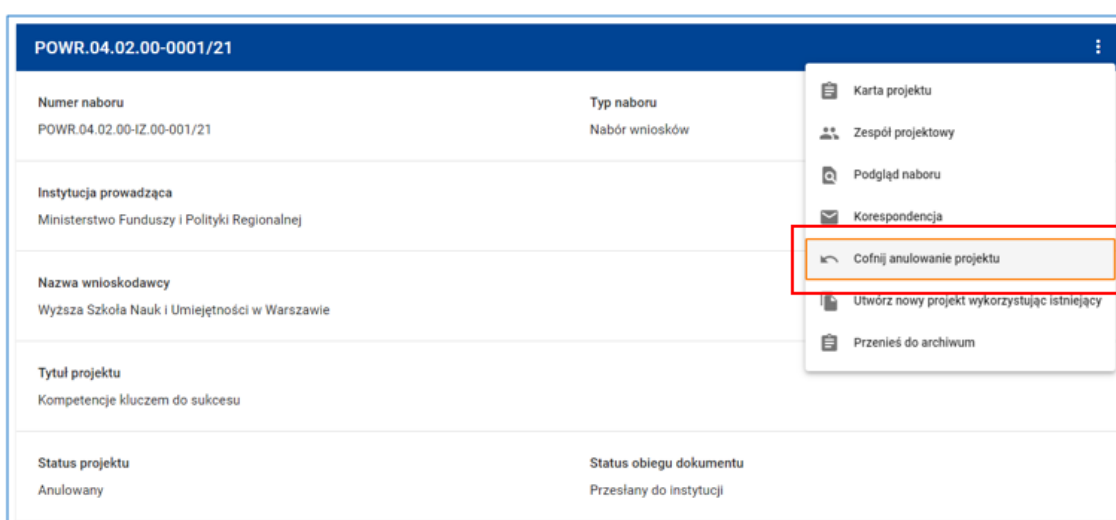 POWR.04.02.00-0001/21
Numer naboru
POWR.04.02.00-IZ.00-001/21
Typ naboru
Nabór wniosków
Instytucja prowadząca
Ministerstwo Funduszy i Polityki Regionalnej
Nazwa wnioskodawcy
Wyższa Szkoła Nauk i Umiejętności w Warszawie
Tytuł projektu
Kompetencje kluczem do sukcesu
Status projektu
Anulowany
Status obiegu dokumentu
Przesłany do instytucji
Karta projektu
Zespół projektowy
Podgląd naboru
Korespondencja
Cofnij anulowanie projektu
Utwórz nowy projekt wykorzystując istniejący
Przenieś do archiwum